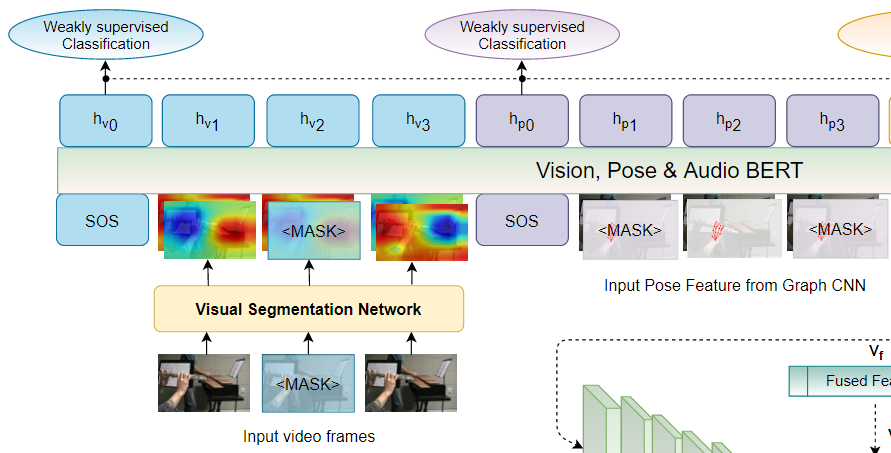 Weakly supervised
Classification
Weakly supervised
Classification
hv0
hv1
hv2
hv3
hp0
hp1
hp2
hp3
Vision, Pose & Audio BERT
SOS
<MASK>
SOS
<MASK>
<MASK>
Input Pose Feature from Graph CNN
Visual Segmentation Network
<MASK>
Input video frames
Vf
Fused Fea